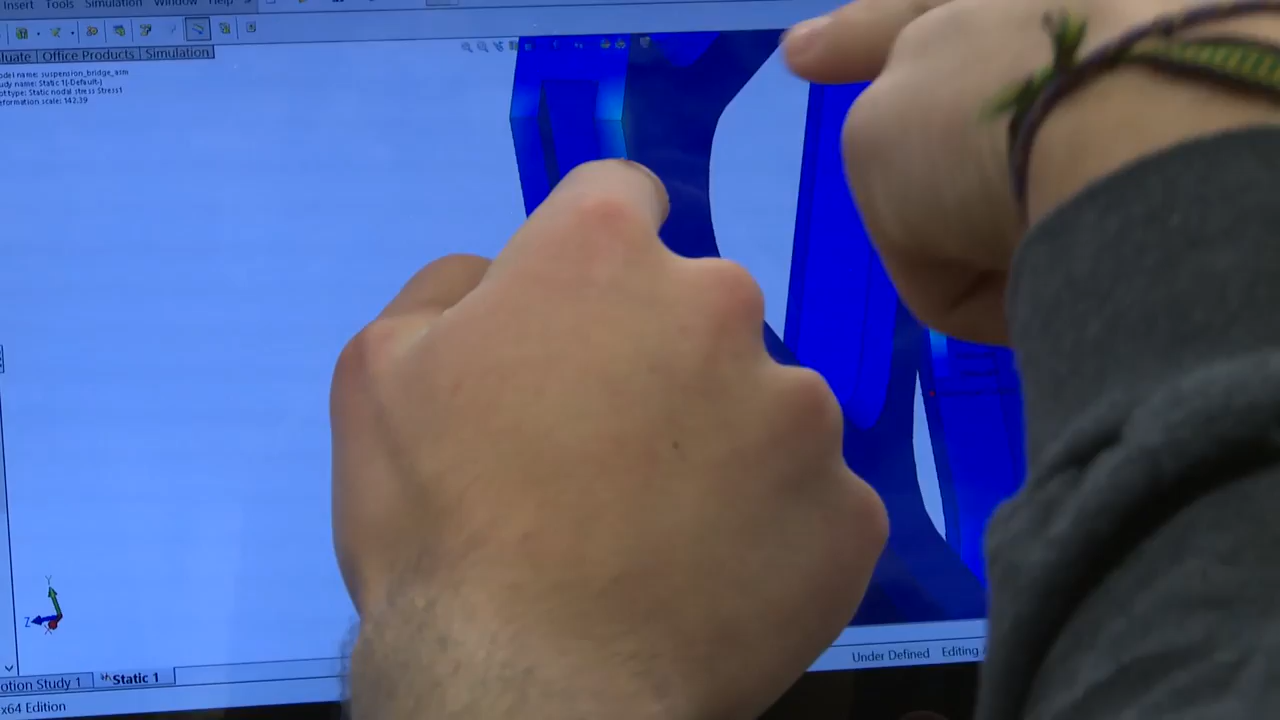 Insert Tools Simulation Window Help
luate Office Products Simulation
odel name: suspension_bridge_asm
udy name: Static 1(-Default-)
ot type: Static nodal stress Stress1
eformation scale: 142.39
Y
Z
X
Under Defined Editing A
otion Study 1 Static 1
x64 Edition